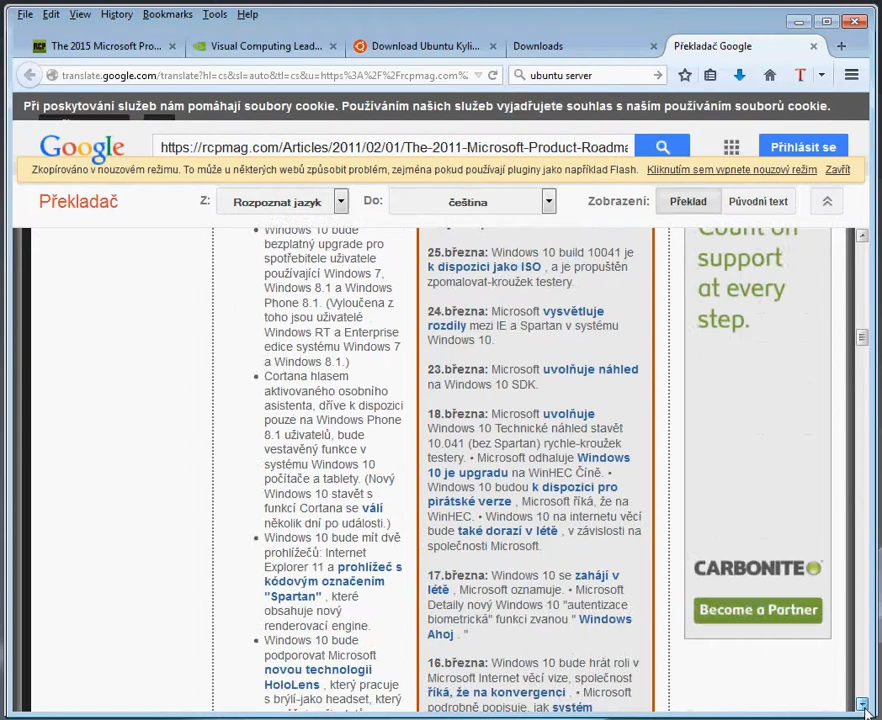 File Edit View History Bookmarks Tools Help
The 2015 Microsoft Pro... × Visual Computing Lead... × Download Ubuntu Kyli... × Downloads × Překladač Google × +
translate.google.com/translate?hl=cs&sl=auto&tl=cs&u=https%3A%2F%2Frcpmag.com% ubuntu server
Při poskytování služeb nám pomáhají soubory cookie. Používáním našich služeb vyjadřujete souhlas s naším používáním souborů cookie.
Google https://rcpmag.com/Articles/2011/02/01/The-2011-Microsoft-Product-Roadma Přihlásit se
Zkopírováno v nouzovém režimu. To může u některých webů způsobit problém, zejména pokud používají pluginy jako například Flash. Kliknutím sem vypnete nouzový režim Zavřít
Překladač Z: Rozpoznat jazyk Do: čeština Zobrazení: Překlad Původní text
Windows 10 bude
bezplatný upgrade pro
spotřebitele uživatele
používající Windows 7,
Windows 8.1 a Windows
Phone 8.1. (Vyloučena z
toho jsou uživatelé
Windows RT a Enterprise
edice systému Windows 7
a Windows 8.1.)
Cortana hlasem
aktivovaného osobního
asistenta, dříve k dispozici
pouze na Windows Phone
8.1 uživatelů, bude
vestavěný funkce v
systému Windows 10
počítače a tablety. (Nový
Windows 10 stavět s
funkcí Cortana se válí
několik dní po události.)
Windows 10 bude mít dvě
prohlížečů: Internet
Explorer 11 a prohlížeč s
kódovým označením
"Spartan" , které
obsahuje nový
renderovací engine.
Windows 10 bude
podporovat Microsoft
novou technologii
HoloLens , který pracuje
s brýlí-jako headset, který
25.března: Windows 10 build 10041 je
k dispozici jako ISO , a je propuštěn
zpomalovat-kroužek testery.
24.března: Microsoft vysvětluje
rozdíly mezi IE a Spartan v systému
Windows 10.
23.března: Microsoft uvolňuje náhled
na Windows 10 SDK.
18.března: Microsoft uvolňuje
Windows 10 Technické náhled stavět
10.041 (bez Spartan) rychle-kroužek
testery. • Microsoft odhaluje Windows
10 je upgradu na WinHEC Číně. •
Windows 10 budou k dispozici pro
pirátské verze , Microsoft říká, že na
WinHEC. • Windows 10 na internetu věcí
bude také dorazí v létě , v závislosti na
společnosti Microsoft.
17.března: Windows 10 se zahájí v
létě , Microsoft oznamuje. • Microsoft
Detaily nový Windows 10 "autentizace
biometrická" funkci zvanou " Windows
Ahoj . "
16.března: Windows 10 bude hrát roli v
Microsoft Internet věcí vize, společnost
říká, že na konvergenci . • Microsoft
podrobně popisuje, jak systém
Count on
support
at every
step.
CARBONITE
Become a Partner